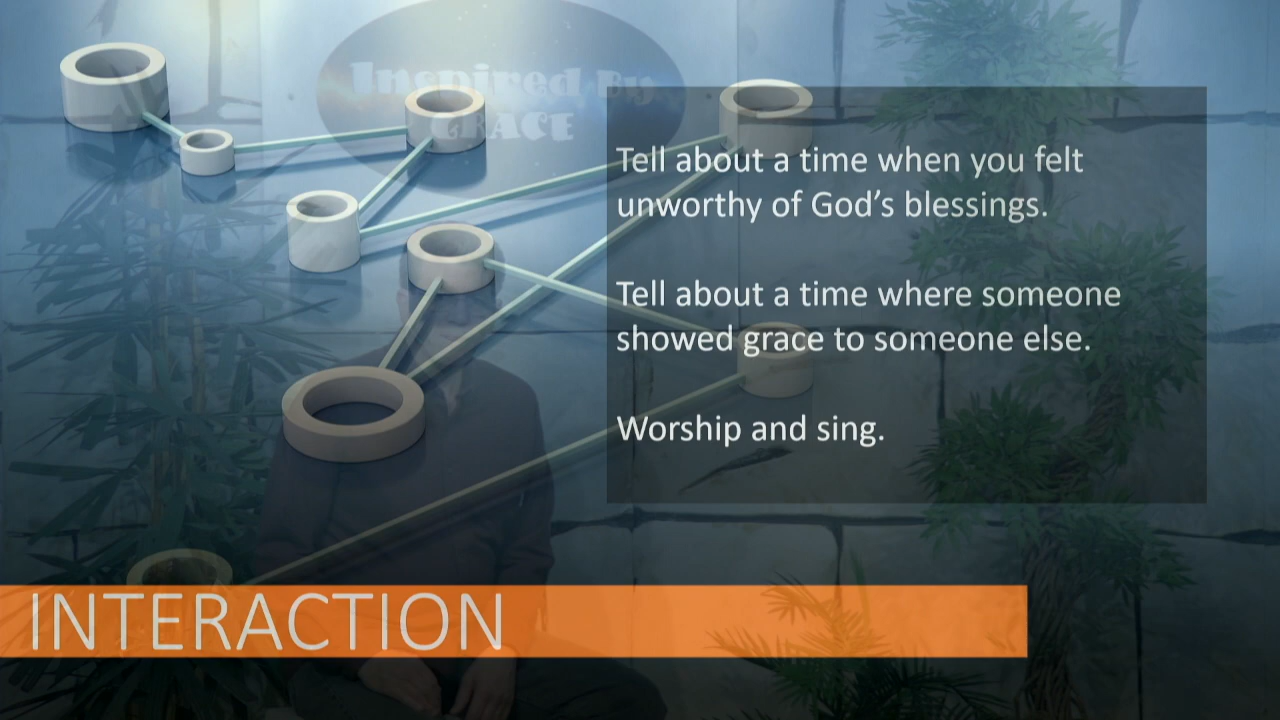 Inspired By
GRACE
Tell about a time when you felt
unworthy of God’s blessings.
Tell about a time where someone
showed grace to someone else.
Worship and sing.
INTERACTION